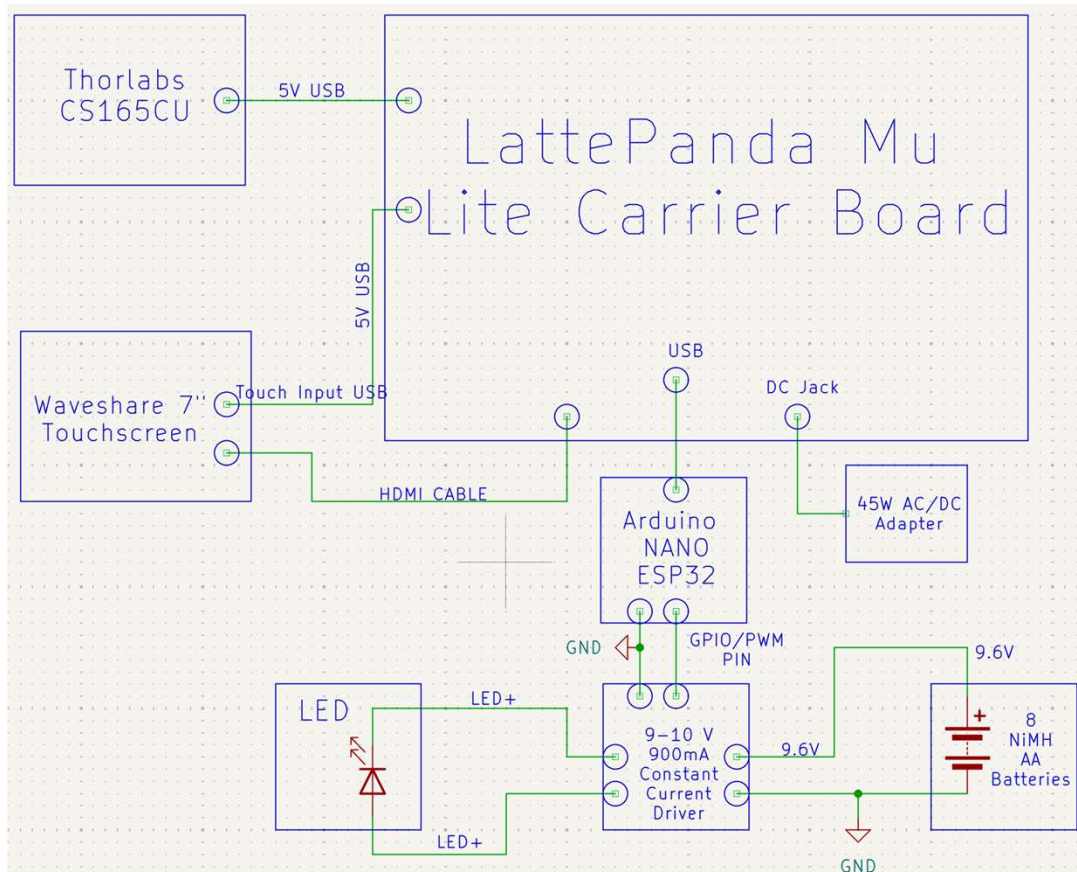 Thorlabs
CS165CU
5V USB
LattePanda Mu
Lite Carrier Board
5V USB
Waveshare 7''
Touchscreen
Touch Input USB
HDMI CABLE
USB
DC Jack
45W AC/DC
Adapter
Arduino
NANO
ESP32
GND
GPIO/PWM
PIN
LED
LED+
LED+
9-10 V
900mA
Constant
Current
Driver
9.6V
9.6V
+
8
NiMH
AA
Batteries
GND